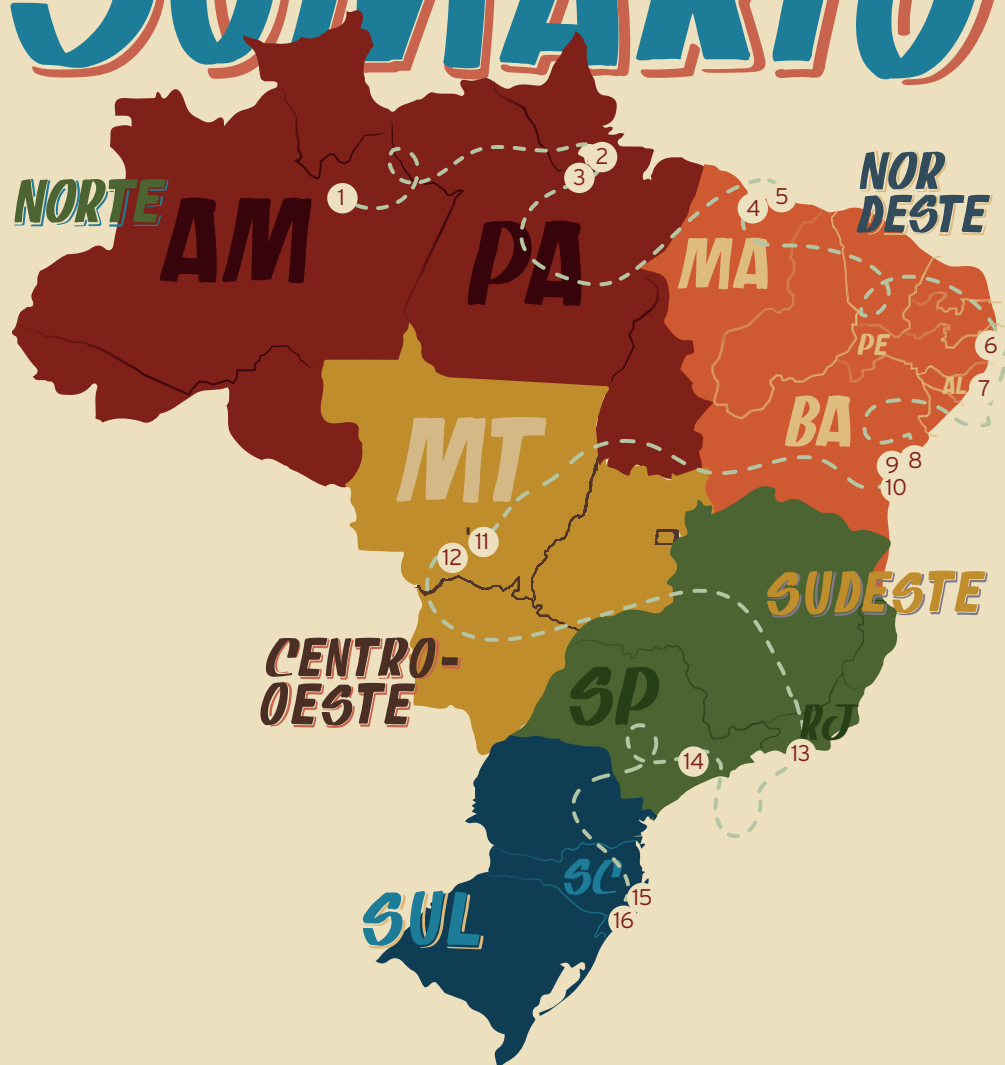 SUMÁRIO
NORTE
AM
PA
1
2
3
NOR
DESTE
MA
4
5
PE
6
AL
7
BA
8
9
10
MT
11
12
CENTRO-
OESTE
SUDESTE
SP
RJ
13
14
SUL
SC
15
16